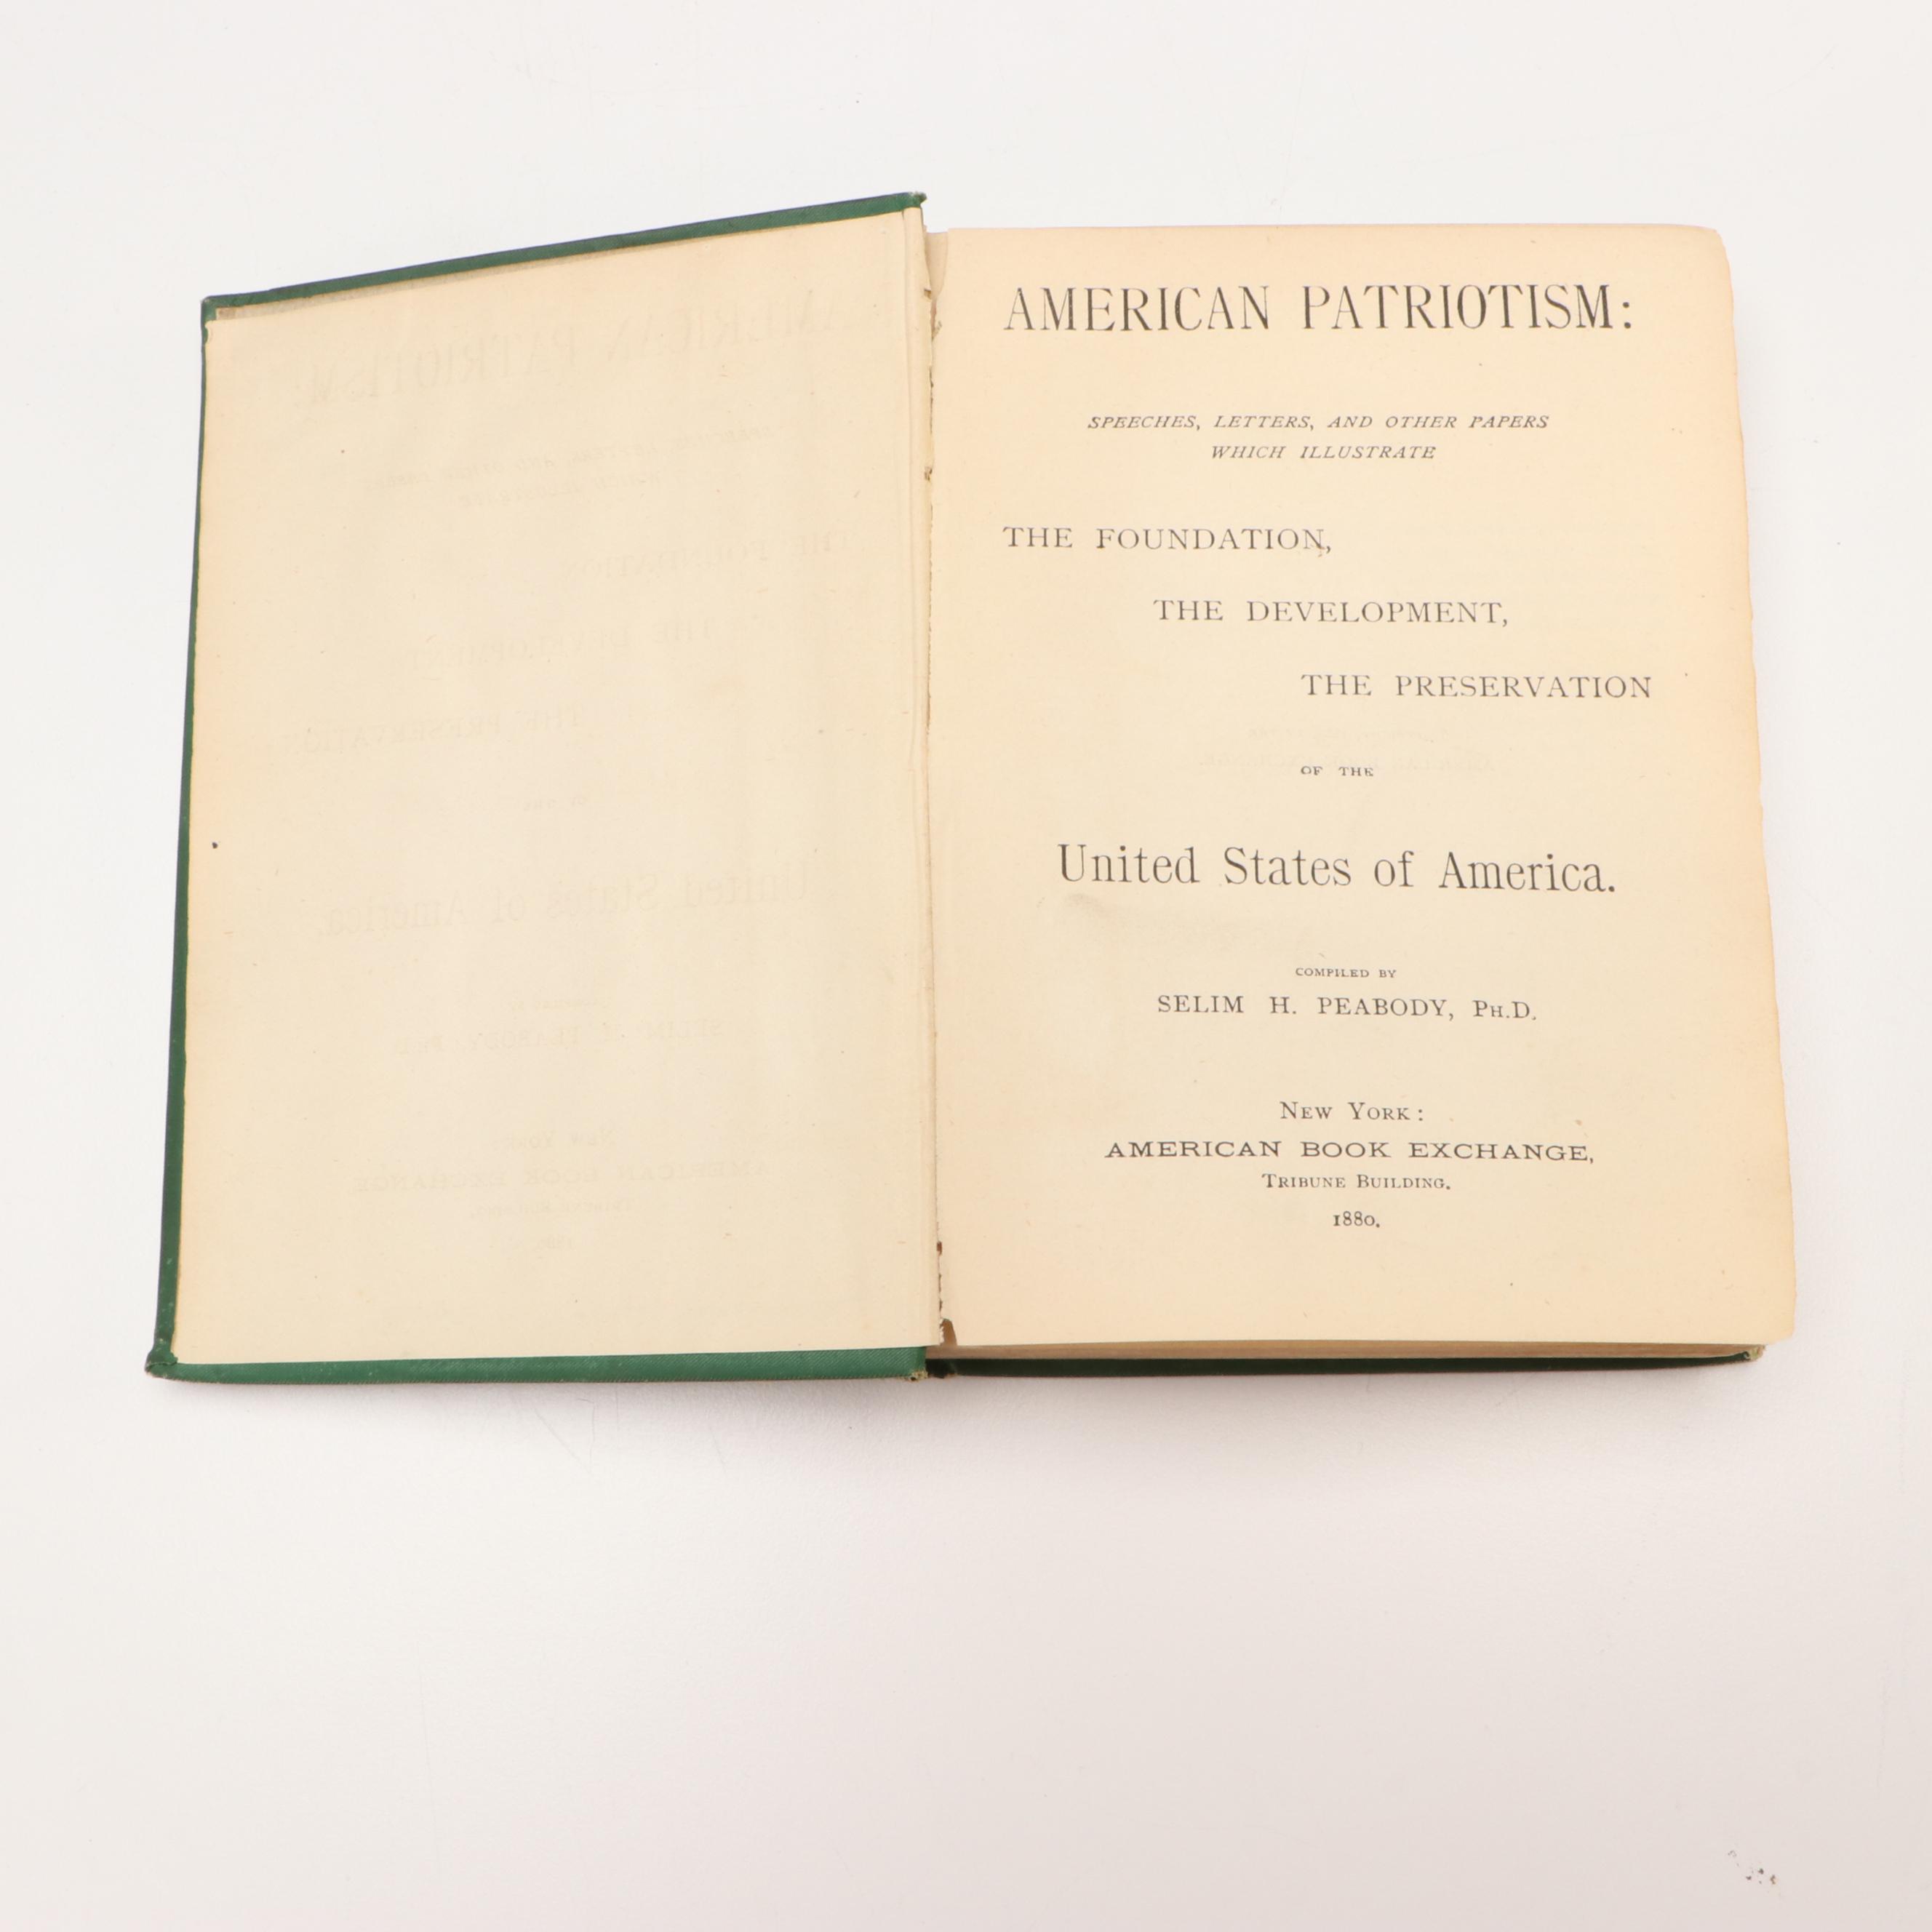 AMERICAN PATRIOTISM:
SPEECHES, LETTERS, AND OTHER PAPERS
WHICH ILLUSTRATE
THE FOUNDATION,
THE DEVELOPMENT,
THE PRESERVATION
OF THE
United States of America.
COMPILED BY
SELIM H. PEABODY, PH.D.
NEW YORK:
AMERICAN BOOK EXCHANGE,
TRIBUNE BUILDING.
1880.